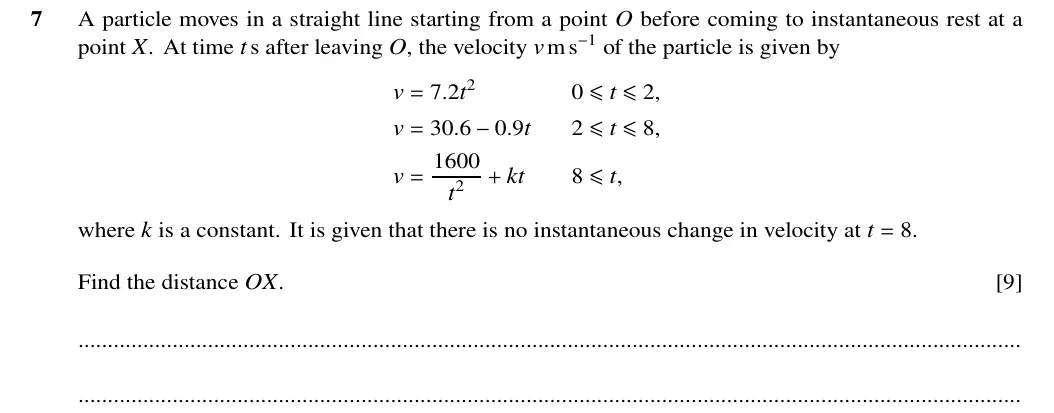 7 A particle moves in a straight line starting from a point O before coming to instantaneous rest at a
point X. At time t s after leaving O, the velocity v m s⁻¹ of the particle is given by
v = 7.2t² 0 ⩽ t ⩽ 2,
v = 30.6 – 0.9t 2 ⩽ t ⩽ 8,
v = 1600/t² + kt 8 ⩽ t,
where k is a constant. It is given that there is no instantaneous change in velocity at t = 8.
Find the distance OX. [9]